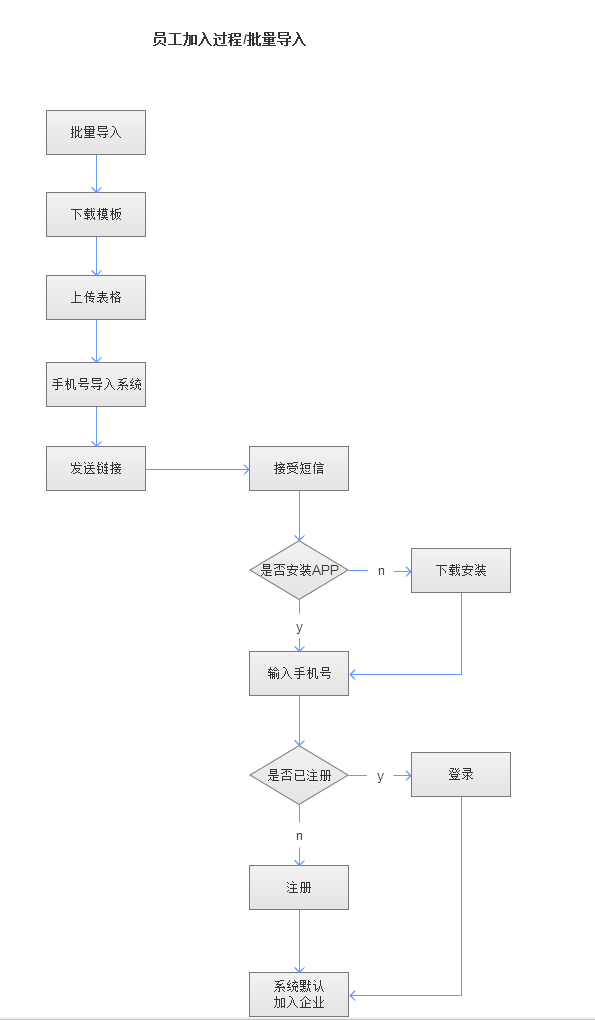 员工加入过程/批量导入
批量导入
下载模板
上传表格
手机号导入系统
发送链接
接受短信
是否安装APP
n
下载安装
y
输入手机号
是否已注册
y
登录
n
注册
系统默认
加入企业